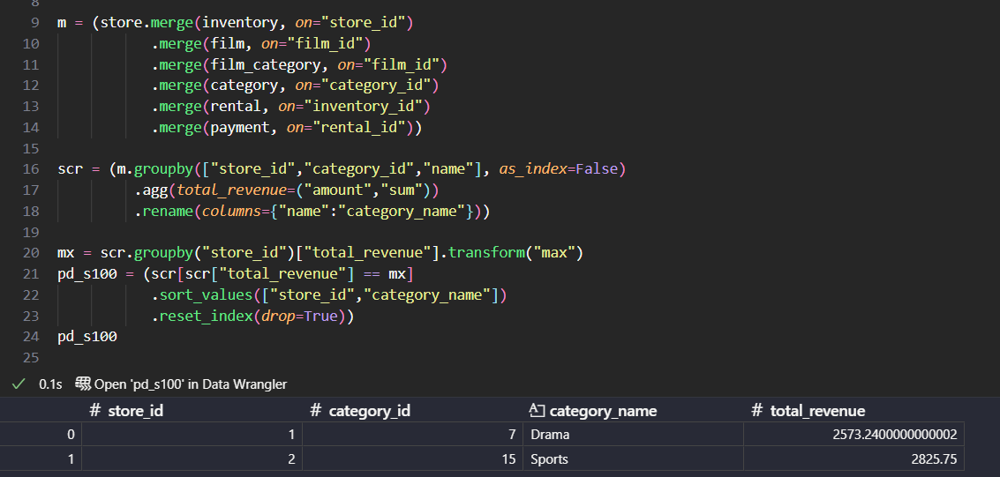 8
9 m = (store.merge(inventory, on="store_id")
10 .merge(film, on="film_id")
11 .merge(film_category, on="film_id")
12 .merge(category, on="category_id")
13 .merge(rental, on="inventory_id")
14 .merge(payment, on="rental_id"))
15
16 scr = (m.groupby(["store_id","category_id","name"], as_index=False)
17 .agg(total_revenue=("amount","sum"))
18 .rename(columns={"name":"category_name"}))
19
20 mx = scr.groupby("store_id")["total_revenue"].transform("max")
21 pd_s100 = (scr[scr["total_revenue"] == mx]
22 .sort_values(["store_id","category_name"])
23 .reset_index(drop=True))
24 pd_s100
25
✓ 0.1s Open 'pd_s100' in Data Wrangler
# store_id # category_id A category_name # total_revenue
0 1 7 Drama 2573.2400000000002
1 2 15 Sports 2825.75